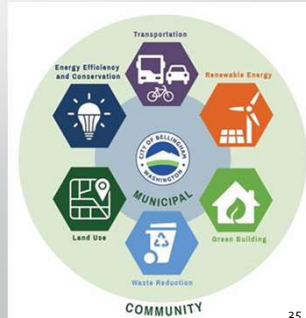 Transportation
Energy Efficiency
and Conservation
Renewable Energy
CITY OF BELLINGHAM
WASHINGTON
MUNICIPAL
Land Use
Green Building
Waste Reduction
COMMUNITY
35